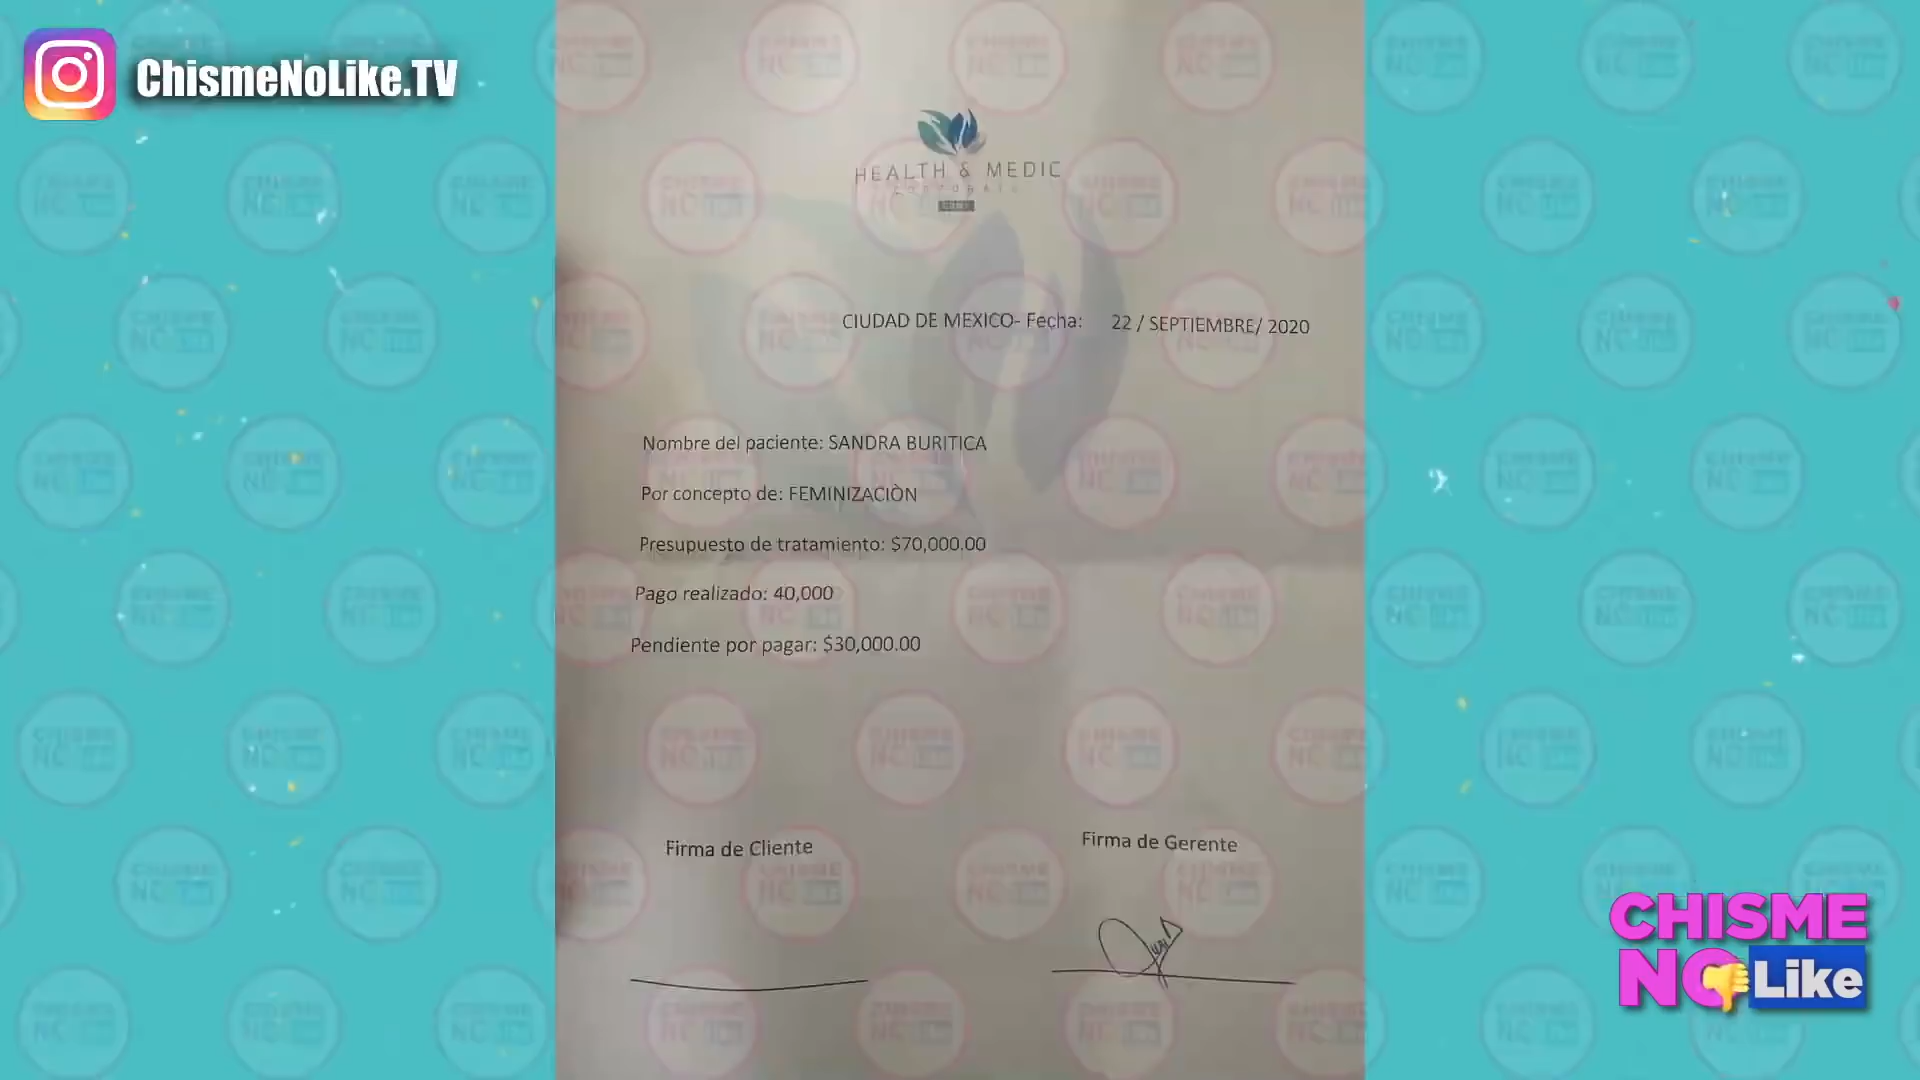 ChismeNoLike.TV
HEALTH & MEDIC
CIUDAD DE MEXICO- Fecha: 22 / SEPTIEMBRE/ 2020
Nombre del paciente: SANDRA BURITICA
Por concepto de: FEMINIZACIÒN
Presupuesto de tratamiento: $70,000.00
Pago realizado: 40,000
Pendiente por pagar: $30,000.00
Firma de Cliente
Firma de Gerente
CHISME
NO Like